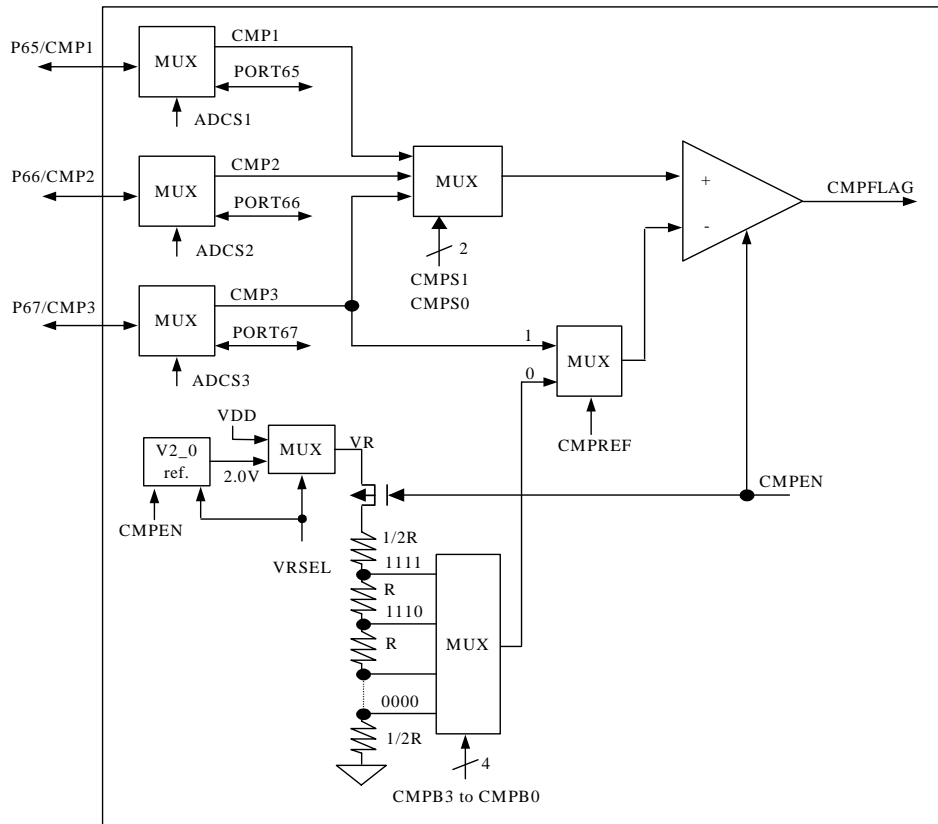 CMP1
P65/CMP1
MUX
PORT65
ADCS1
CMP2
P66/CMP2
MUX
PORT66
ADCS2
CMP3
P67/CMP3
MUX
PORT67
ADCS3
MUX
2
CMPS1
CMPS0
+
-
CMPFLAG
1
0
MUX
CMPREF
VDD
MUX
VR
V2_0
ref.
2.0V
CMPEN
VRSEL
CMPEN
1/2R
1111
R
1110
R
MUX
0000
1/2R
4
CMPB3 to CMPB0